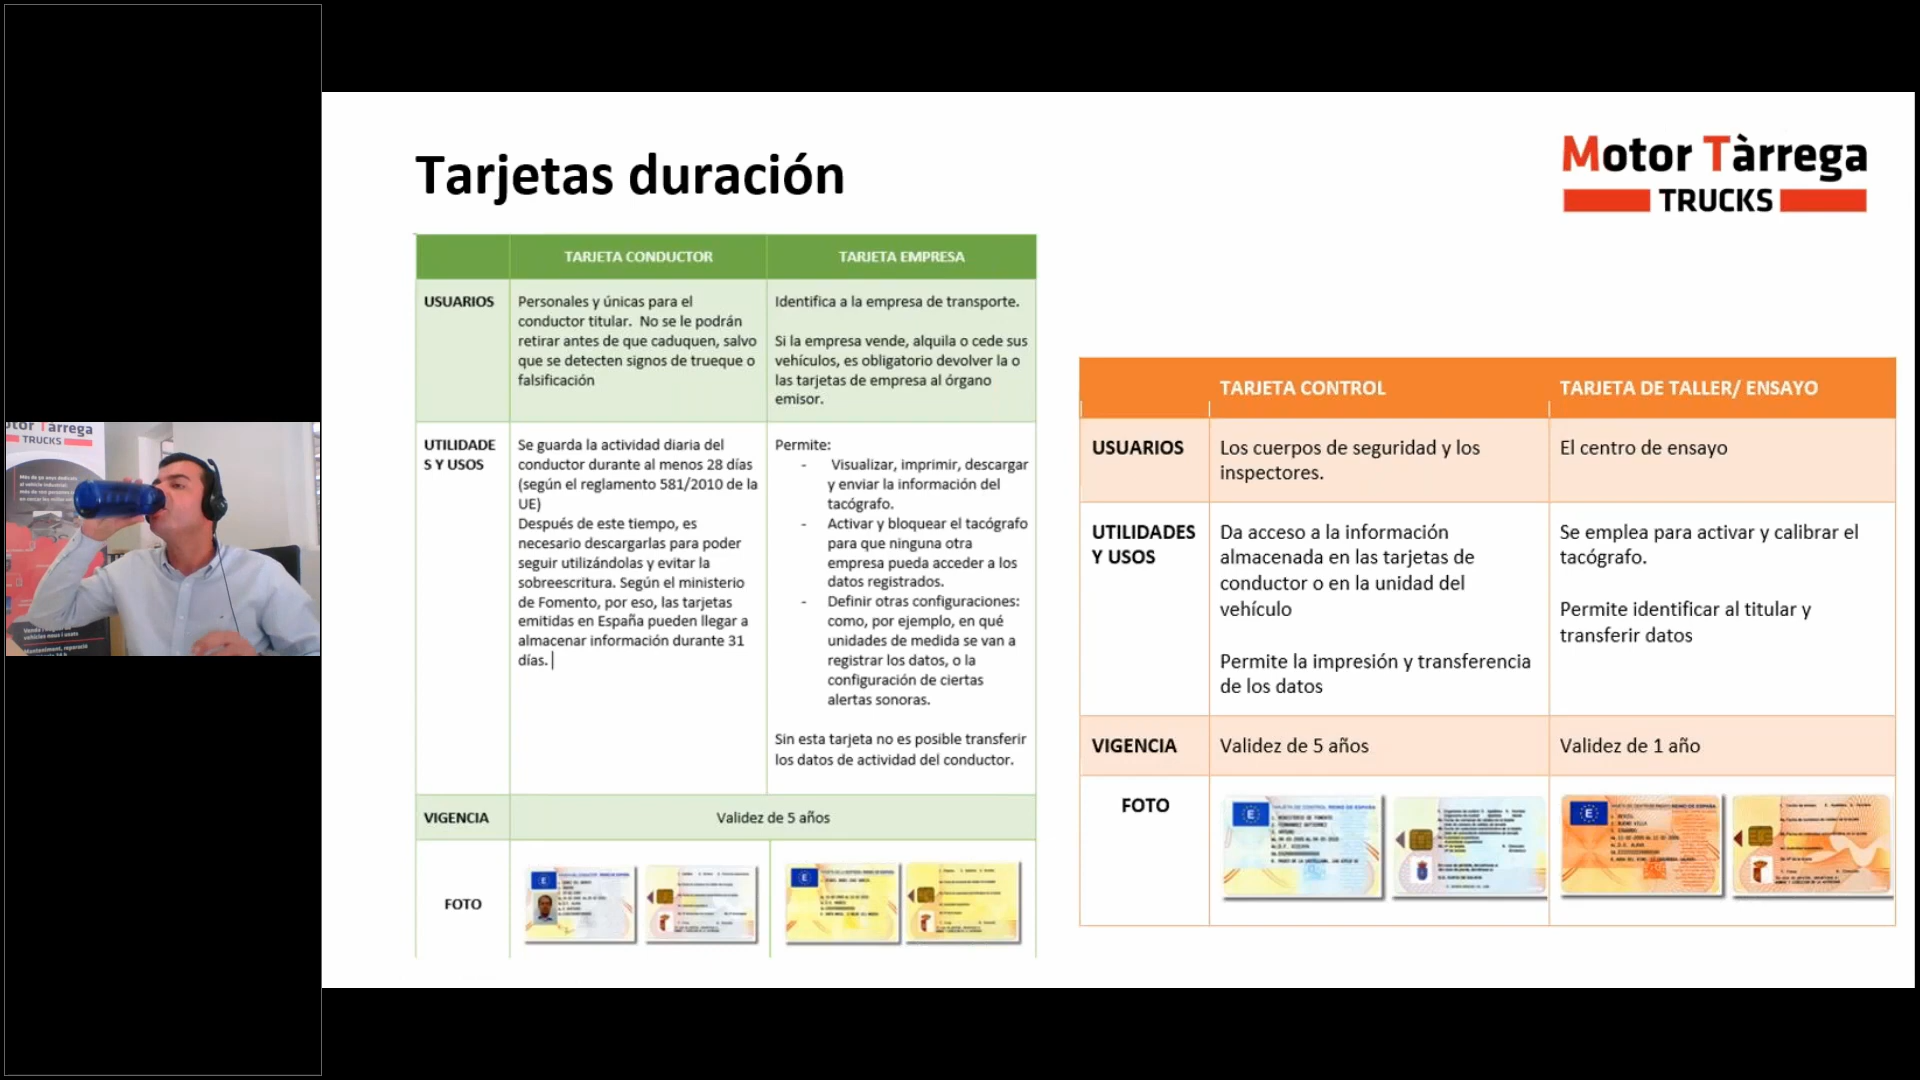 Tarjetas duración
Motor Tàrrega
TRUCKS
TARJETA CONDUCTOR
TARJETA EMPRESA
USUARIOS
Personales y únicas para el
conductor titular. No se le podrán
retirar antes de que caduquen, salvo
que se detecten signos de trueque o
falsificación
Identifica a la empresa de transporte.
Si la empresa vende, alquila o cede sus
vehículos, es obligatorio devolver la o
las tarjetas de empresa al órgano
emisor.
UTILIDADE
S Y USOS
Se guarda la actividad diaria del
conductor durante al menos 28 días
(según el reglamento 581/2010 de la
UE)
Después de este tiempo, es
necesario descargarlas para poder
seguir utilizándolas y evitar la
sobreescritura. Según el ministerio
de Fomento, por eso, las tarjetas
emitidas en España pueden llegar a
almacenar información durante 31
días.
Permite:
- Visualizar, imprimir, descargar
y enviar la información del
tacógrafo.
- Activar y bloquear el tacógrafo
para que ninguna otra
empresa pueda acceder a los
datos registrados.
- Definir otras configuraciones:
como, por ejemplo, en qué
unidades de medida se van a
registrar los datos, o la
configuración de ciertas
alertas sonoras.
Sin esta tarjeta no es posible transferir
los datos de actividad del conductor.
VIGENCIA
Validez de 5 años
FOTO
TARJETA CONTROL
TARJETA DE TALLER/ ENSAYO
USUARIOS
Los cuerpos de seguridad y los
inspectores.
El centro de ensayo
UTILIDADES
Y USOS
Da acceso a la información
almacenada en las tarjetas de
conductor o en la unidad del
vehículo
Permite la impresión y transferencia
de los datos
Se emplea para activar y calibrar el
tacógrafo.
Permite identificar al titular y
transferir datos
VIGENCIA
Validez de 5 años
Validez de 1 año
FOTO
Tàrrega
TRUCKS